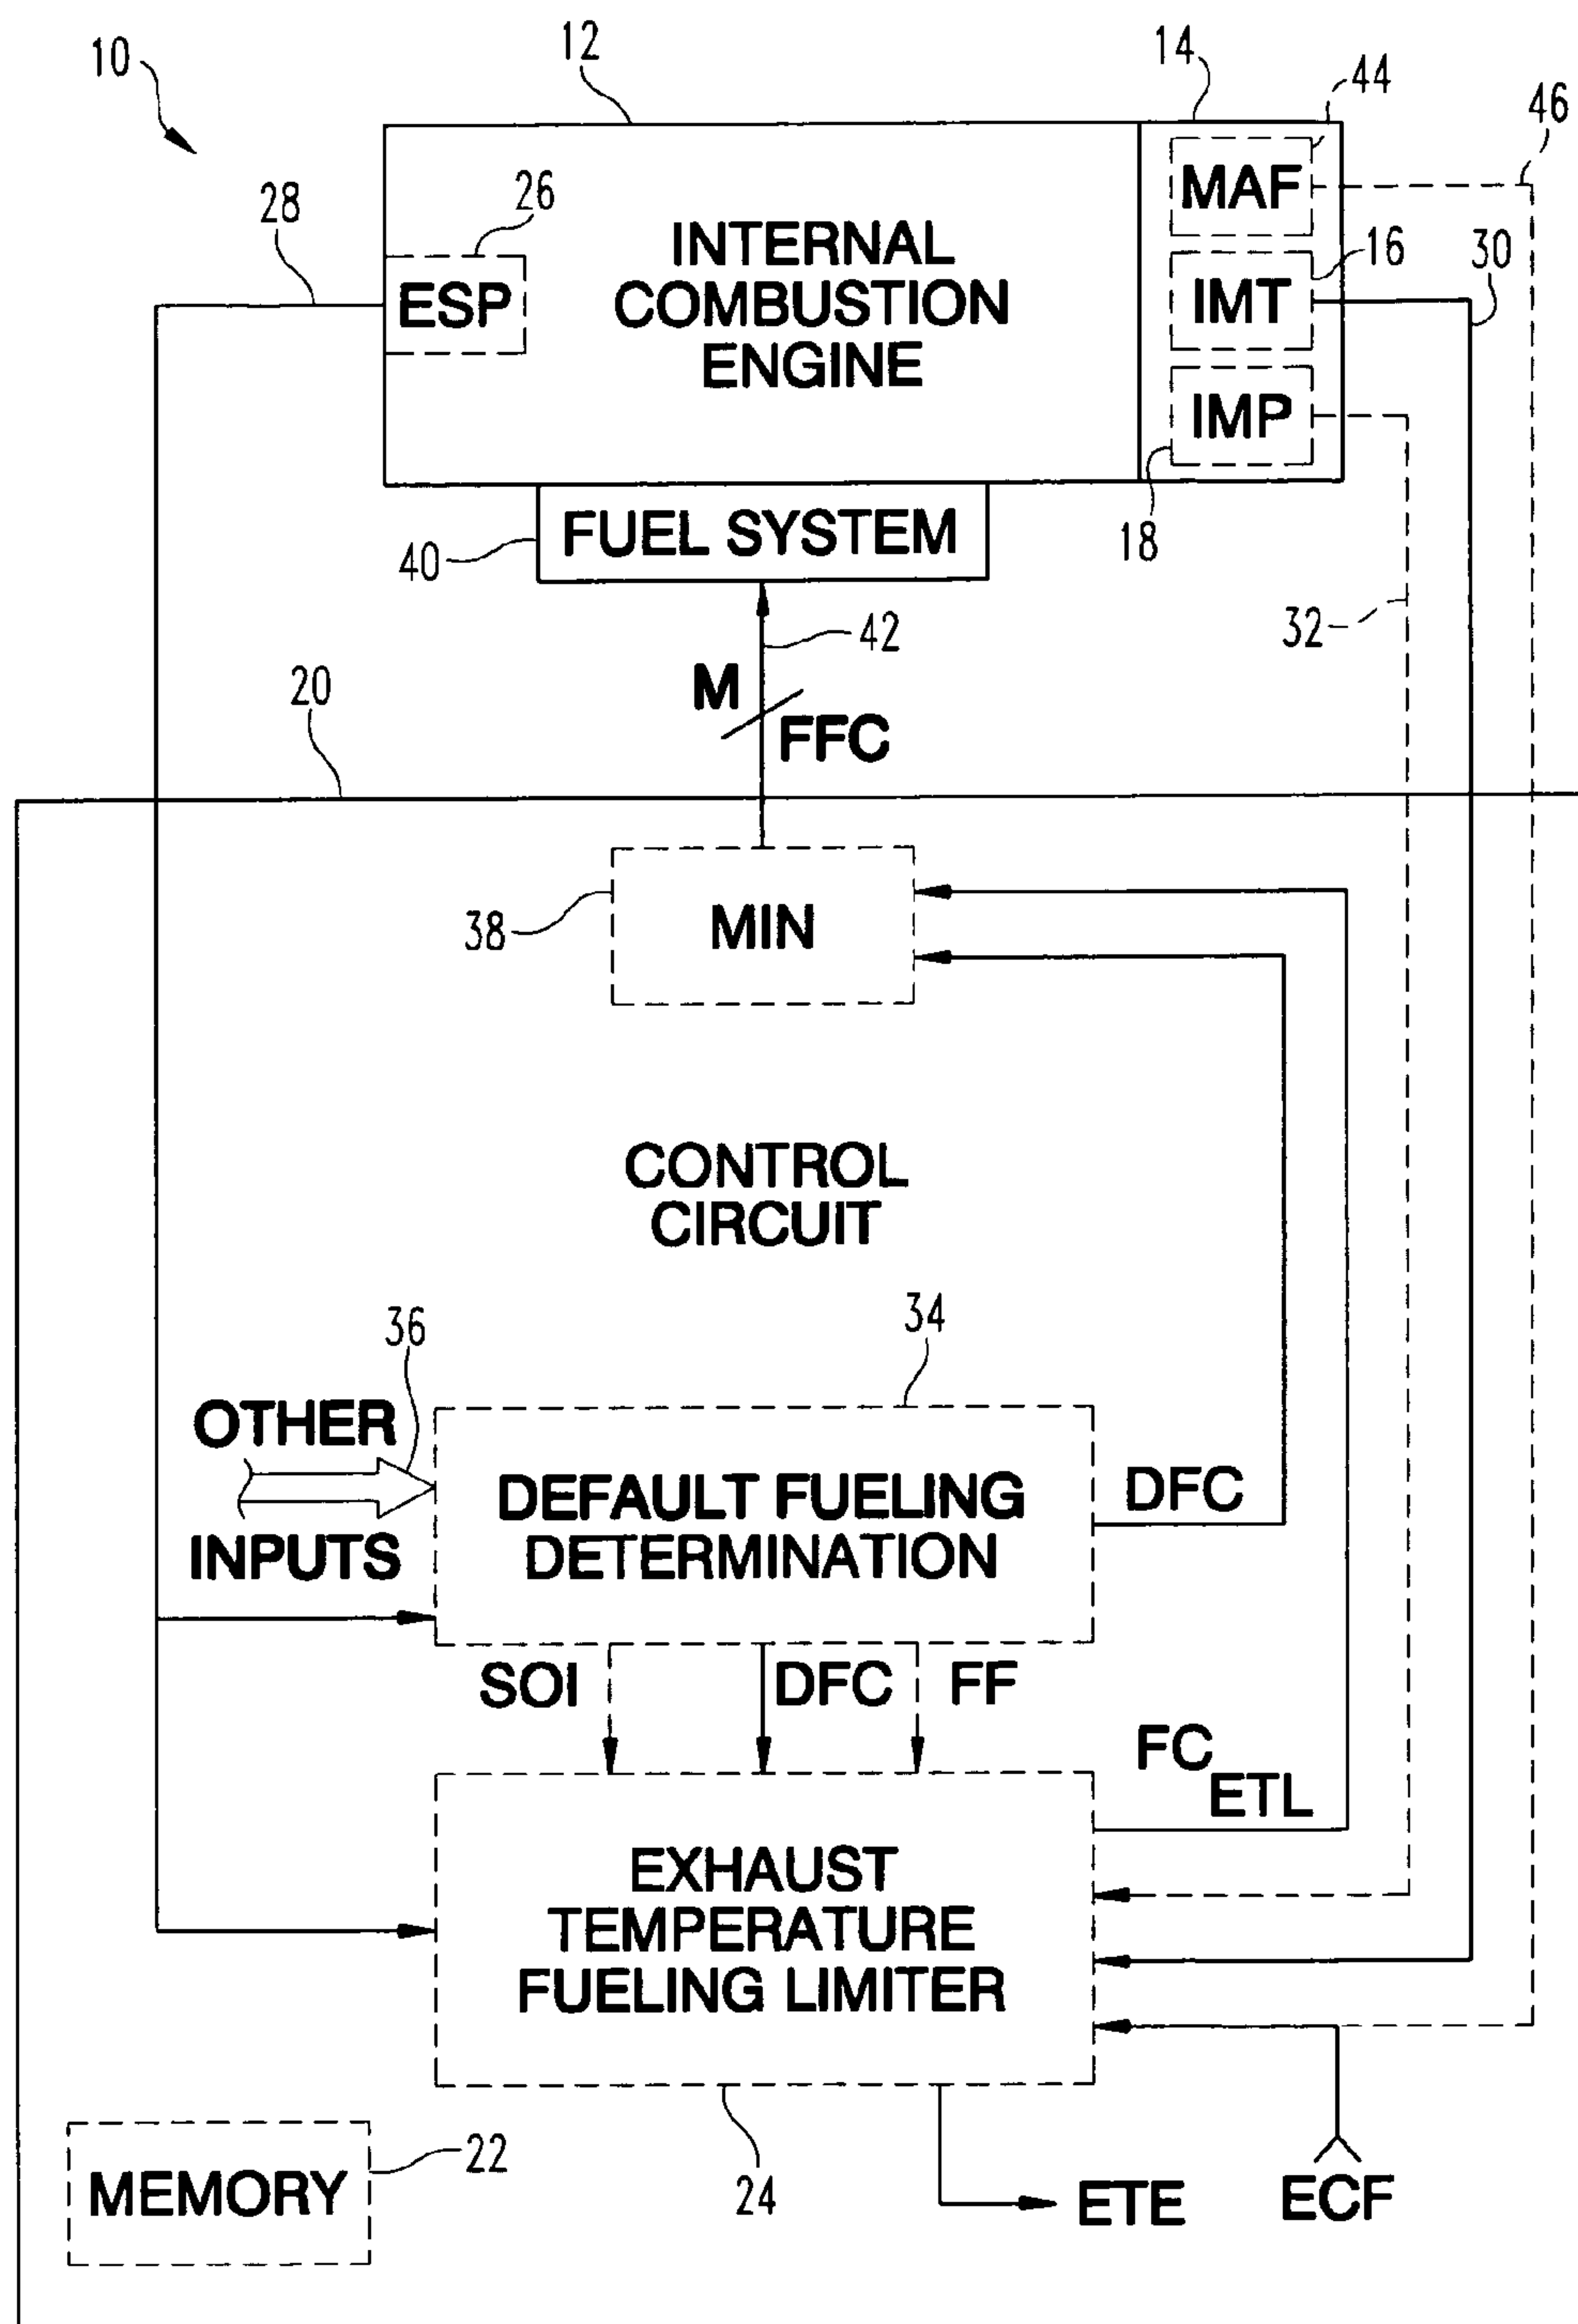 10
12
14
44
46
MAF
26
28
INTERNAL
COMBUSTION
ENGINE
16
30
ESP
IMT
IMP
FUEL SYSTEM
18
40
42
32
M
FFC
20
MIN
38
CONTROL
CIRCUIT
36
34
OTHER
INPUTS
DEFAULT FUELING
DETERMINATION
DFC
SOI
DFC
FF
FC
ETL
EXHAUST
TEMPERATURE
FUELING LIMITER
MEMORY
22
24
ETE
ECF